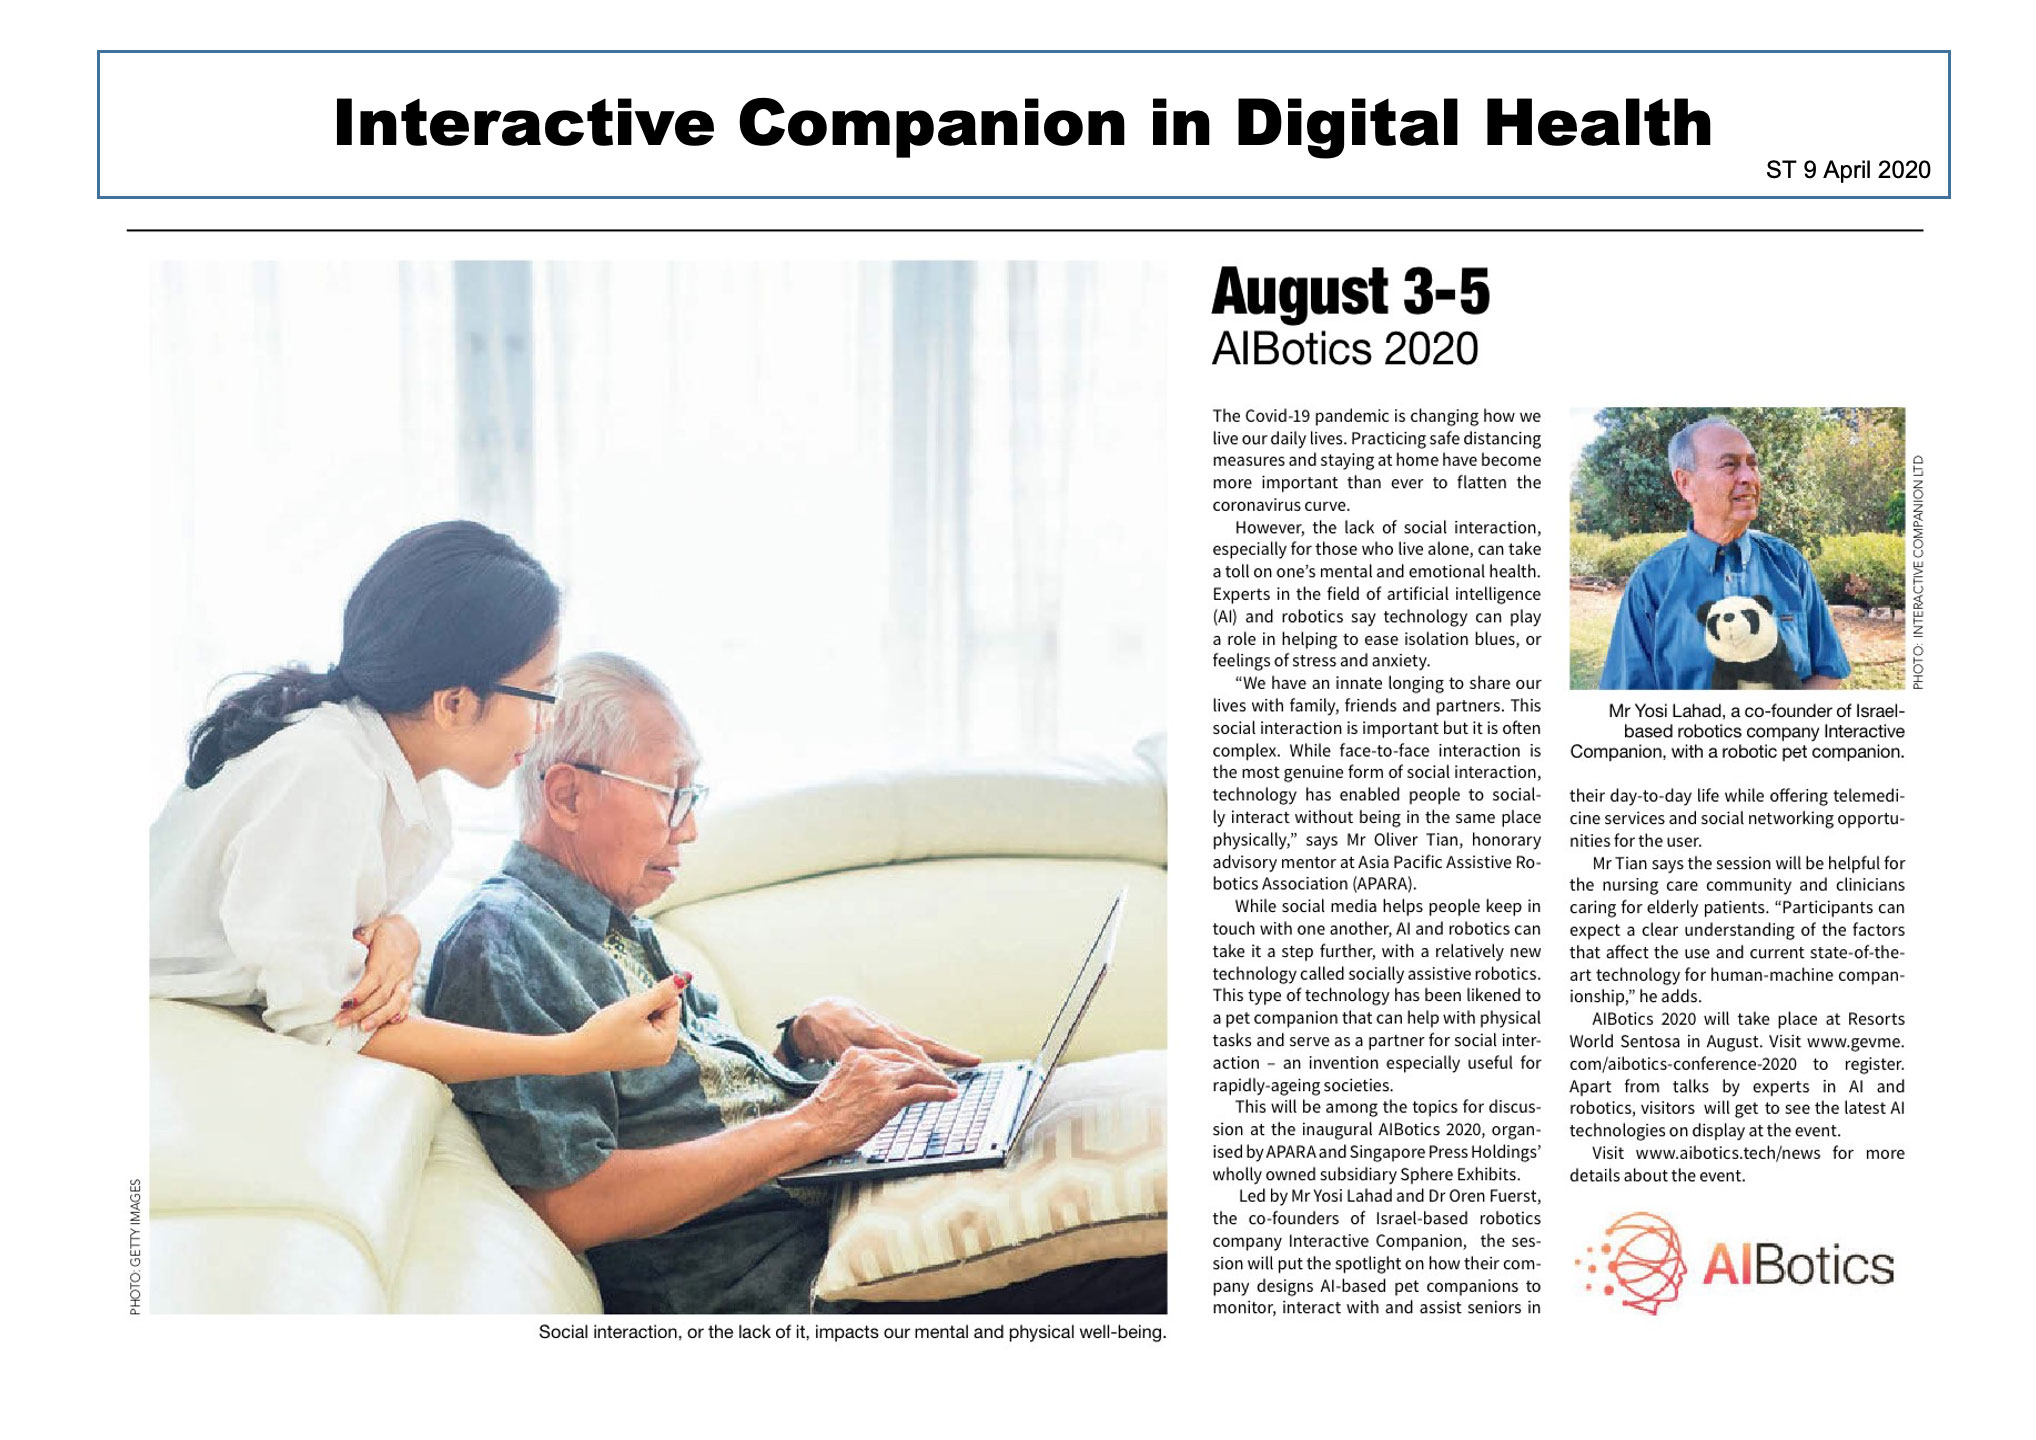 Interactive Companion in Digital Health
ST 9 April 2020
PHOTO: GETTY IMAGES
Social interaction, or the lack of it, impacts our mental and physical well-being.
August 3-5
AIBotics 2020
The Covid-19 pandemic is changing how we
live our daily lives. Practicing safe distancing
measures and staying at home have become
more important than ever to flatten the
coronavirus curve.
However, the lack of social interaction,
especially for those who live alone, can take
a toll on one’s mental and emotional health.
Experts in the field of artificial intelligence
(AI) and robotics say technology can play
a role in helping to ease isolation blues, or
feelings of stress and anxiety.
“We have an innate longing to share our
lives with family, friends and partners. This
social interaction is important but it is often
complex. While face-to-face interaction is
the most genuine form of social interaction,
technology has enabled people to social-
ly interact without being in the same place
physically,” says Mr Oliver Tian, honorary
advisory mentor at Asia Pacific Assistive Ro-
botics Association (APARA).
While social media helps people keep in
touch with one another, AI and robotics can
take it a step further, with a relatively new
technology called socially assistive robotics.
This type of technology has been likened to
a pet companion that can help with physical
tasks and serve as a partner for social inter-
action – an invention especially useful for
rapidly-ageing societies.
This will be among the topics for discus-
sion at the inaugural AIBotics 2020, organ-
ised by APARA and Singapore Press Holdings’
wholly owned subsidiary Sphere Exhibits.
Led by Mr Yosi Lahad and Dr Oren Fuerst,
the co-founders of Israel-based robotics
company Interactive Companion, the ses-
sion will put the spotlight on how their com-
pany designs AI-based pet companions to
monitor, interact with and assist seniors in
PHOTO: INTERACTIVE COMPANION LTD
Mr Yosi Lahad, a co-founder of Israel-
based robotics company Interactive
Companion, with a robotic pet companion.
their day-to-day life while offering telemedi-
cine services and social networking opportu-
nities for the user.
Mr Tian says the session will be helpful for
the nursing care community and clinicians
caring for elderly patients. “Participants can
expect a clear understanding of the factors
that affect the use and current state-of-the-
art technology for human-machine compan-
ionship,” he adds.
AIBotics 2020 will take place at Resorts
World Sentosa in August. Visit www.gevme.
com/aibotics-conference-2020 to register.
Apart from talks by experts in AI and
robotics, visitors will get to see the latest AI
technologies on display at the event.
Visit www.aibotics.tech/news for more
details about the event.
AIBotics